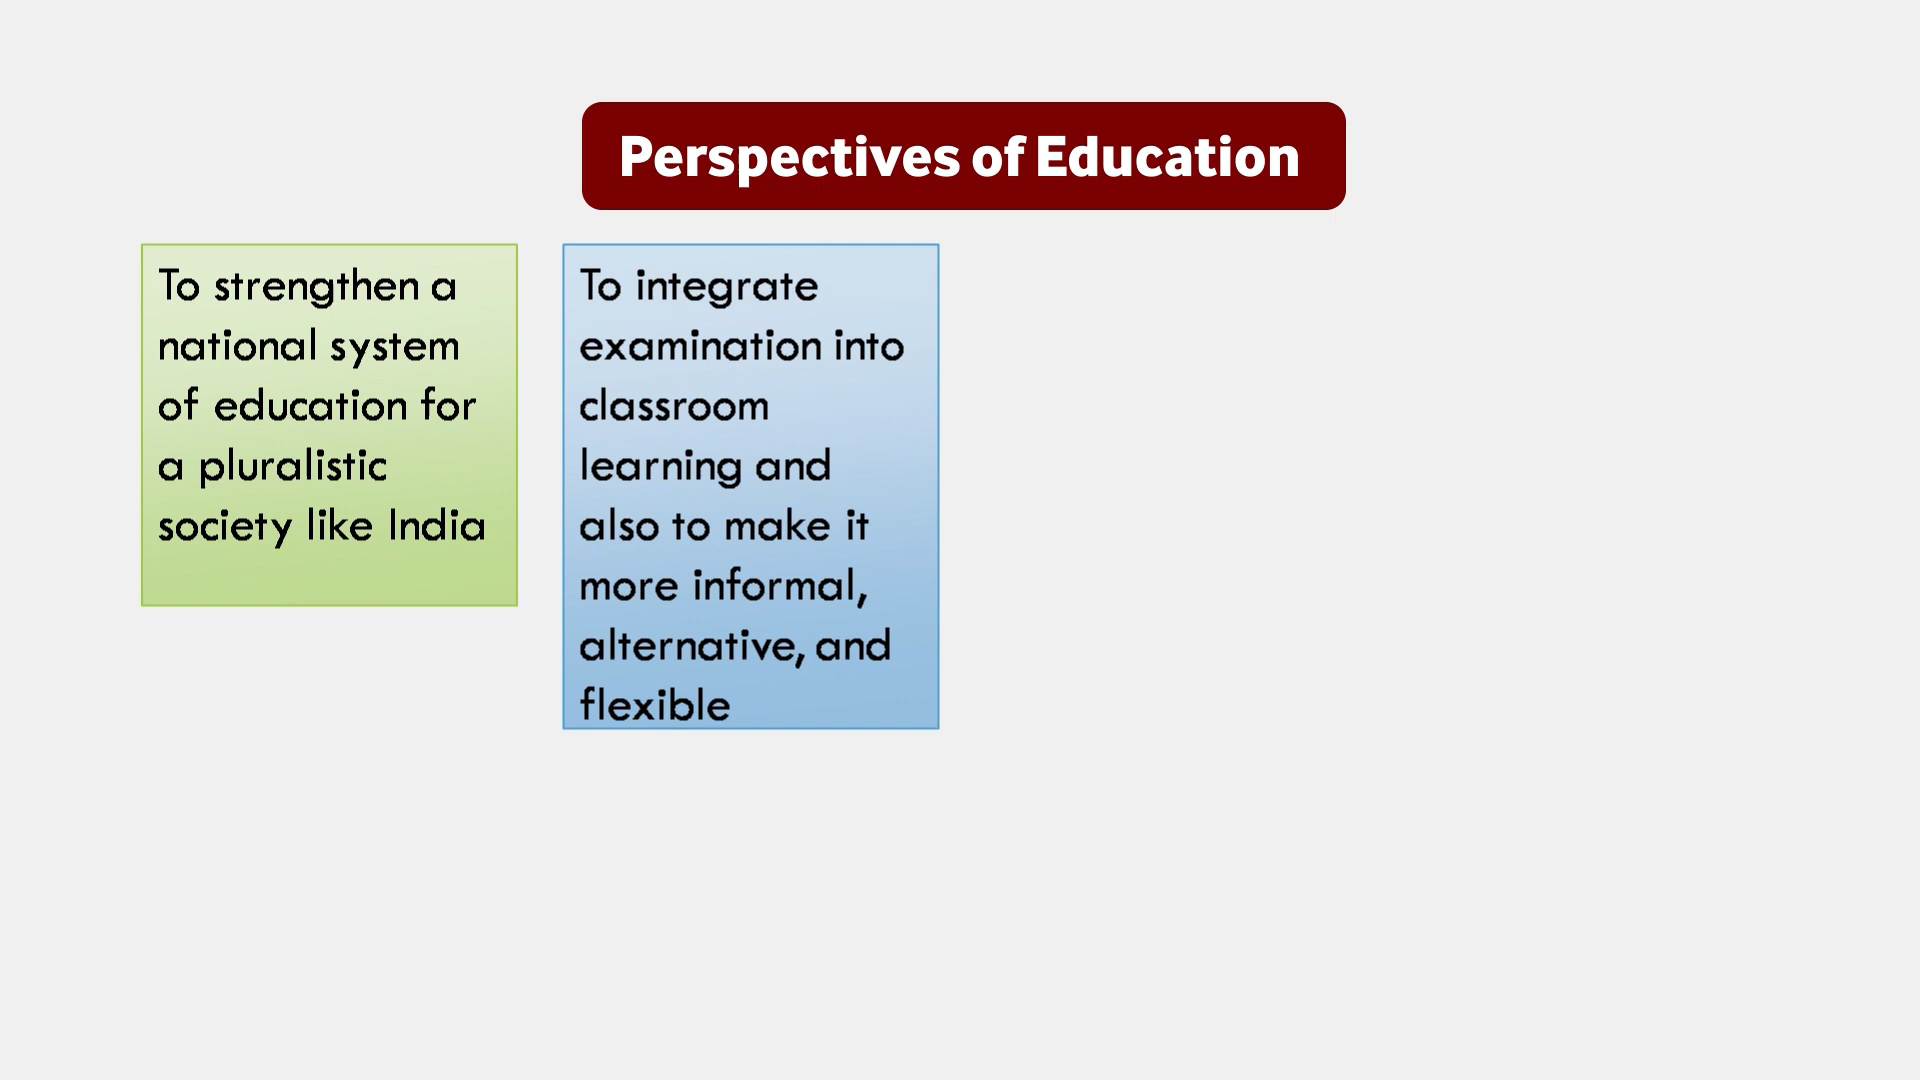 Perspectives of Education
To strengthen a
national system
of education for
a pluralistic
society like India
To integrate
examination into
classroom
learning and
also to make it
more informal,
alternative, and
flexible